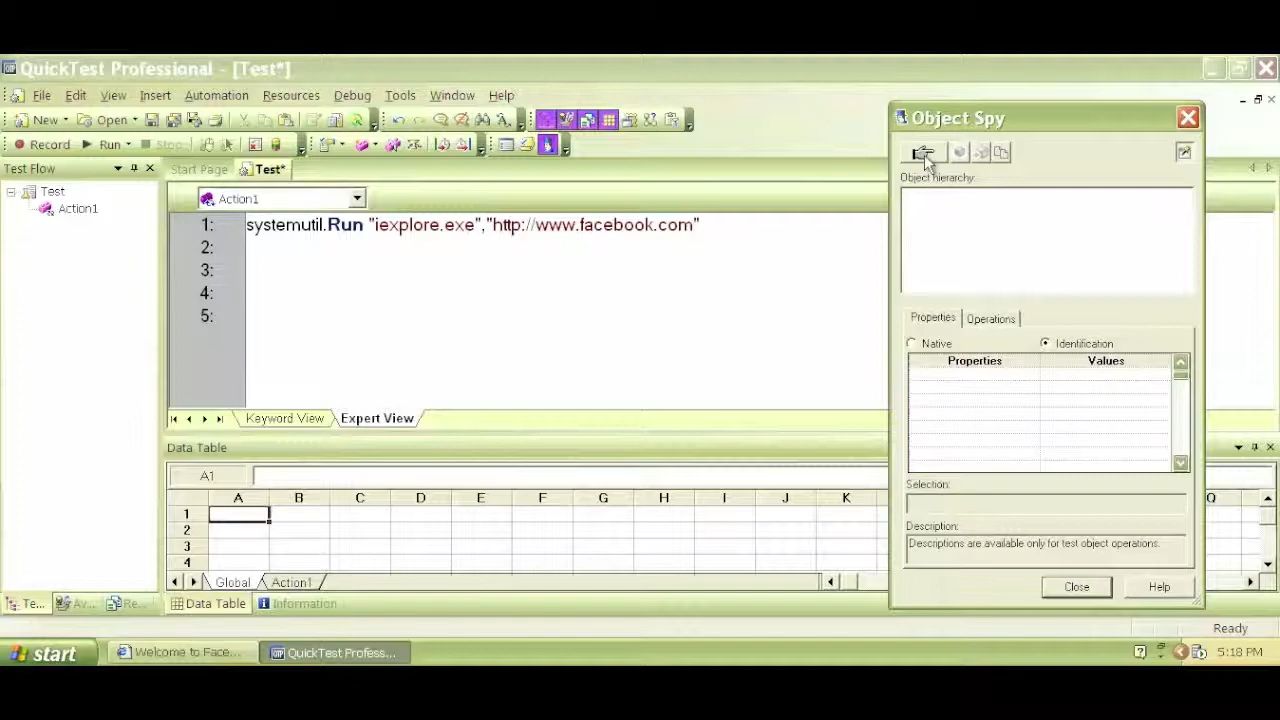 QuickTest Professional - [Test*]
File Edit View Insert Automation Resources Debug Tools Window Help
New Open
Record Run Stop
Test Flow
Start Page Test*
Test
Action1
Action1
1: systemutil.Run "iexplore.exe","http://www.facebook.com"
2:
3:
4:
5:
Keyword View Expert View
Data Table
A1
A B C D E F G H I J K Q
1
2
3
4
Global Action1
Te... Av... Re...
Data Table Information
Object Spy
Object hierarchy:
Properties Operations
Native Identification
Properties Values
Selection:
Description:
Descriptions are available only for test object operations.
Close Help
Ready
start Welcome to Face... QuickTest Profess... 5:18 PM